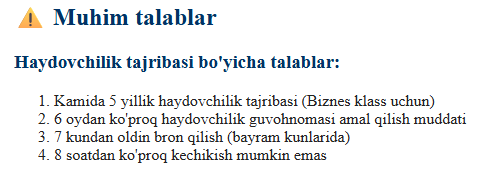 ⚠️ Muhim talablar
Haydovchilik tajribasi bo'yicha talablar:
1. Kamida 5 yillik haydovchilik tajribasi (Biznes klass uchun)
2. 6 oydan ko'proq haydovchilik guvohnomasi amal qilish muddati
3. 7 kundan oldin bron qilish (bayram kunlarida)
4. 8 soatdan ko'proq kechikish mumkin emas